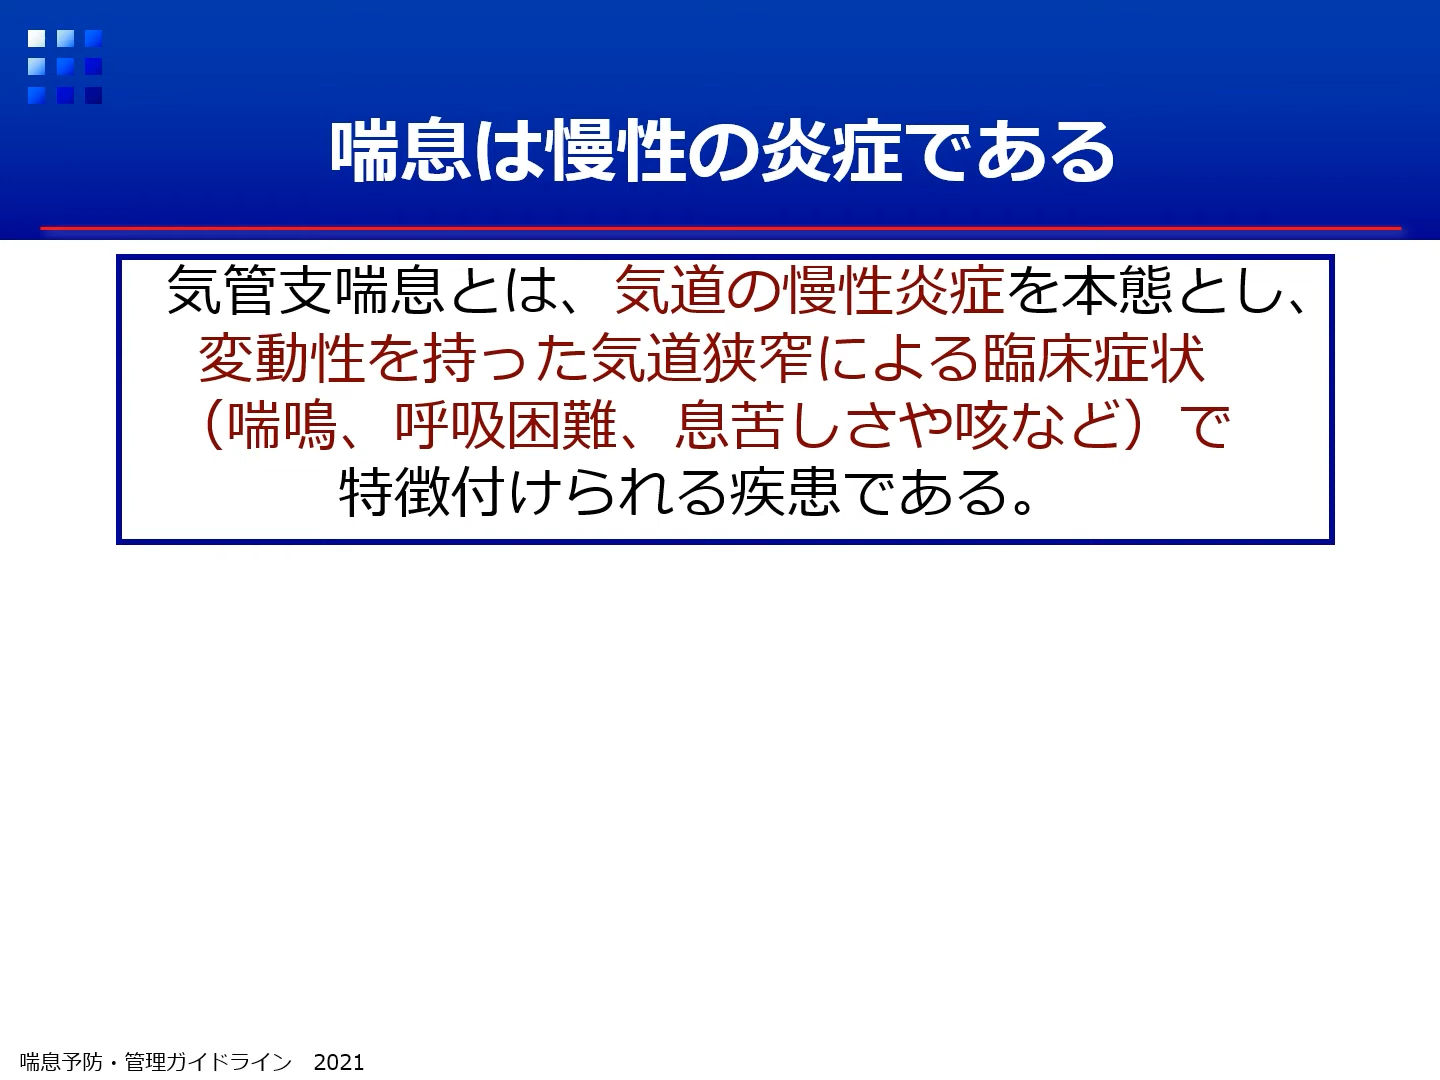 喘息は慢性の炎症である
気管支喘息とは、気道の慢性炎症を本態とし、
変動性を持った気道狭窄による臨床症状
（喘鳴、呼吸困難、息苦しさや咳など）で
特徴付けられる疾患である。
喘息予防・管理ガイドライン　2021